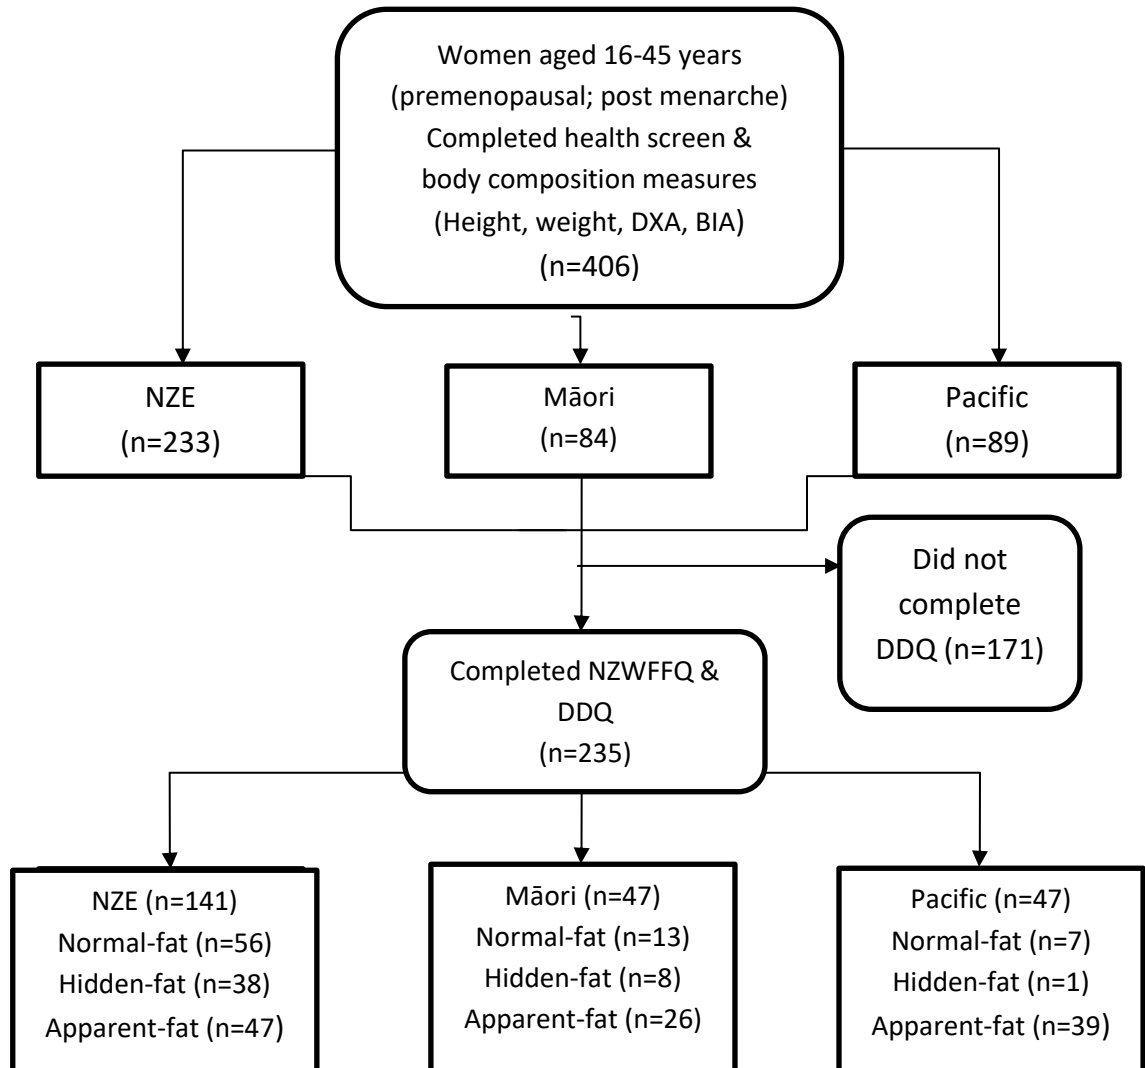 Women aged 16-45 years
(premenopausal; post menarche)
Completed health screen &
body composition measures
(Height, weight, DXA, BIA)
(n=406)
NZE
(n=233)
Māori
(n=84)
Pacific
(n=89)
Did not
complete
DDQ (n=171)
Completed NZWFFQ &
DDQ
(n=235)
NZE (n=141)
Normal-fat (n=56)
Hidden-fat (n=38)
Apparent-fat (n=47)
Māori (n=47)
Normal-fat (n=13)
Hidden-fat (n=8)
Apparent-fat (n=26)
Pacific (n=47)
Normal-fat (n=7)
Hidden-fat (n=1)
Apparent-fat (n=39)